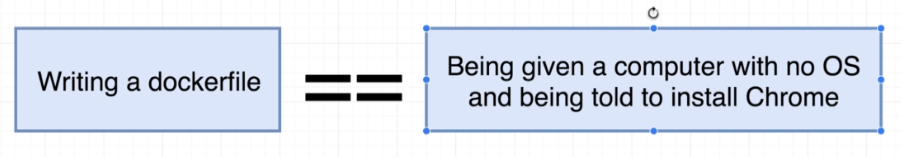 Writing a dockerfile
==
Being given a computer with no OS
and being told to install Chrome